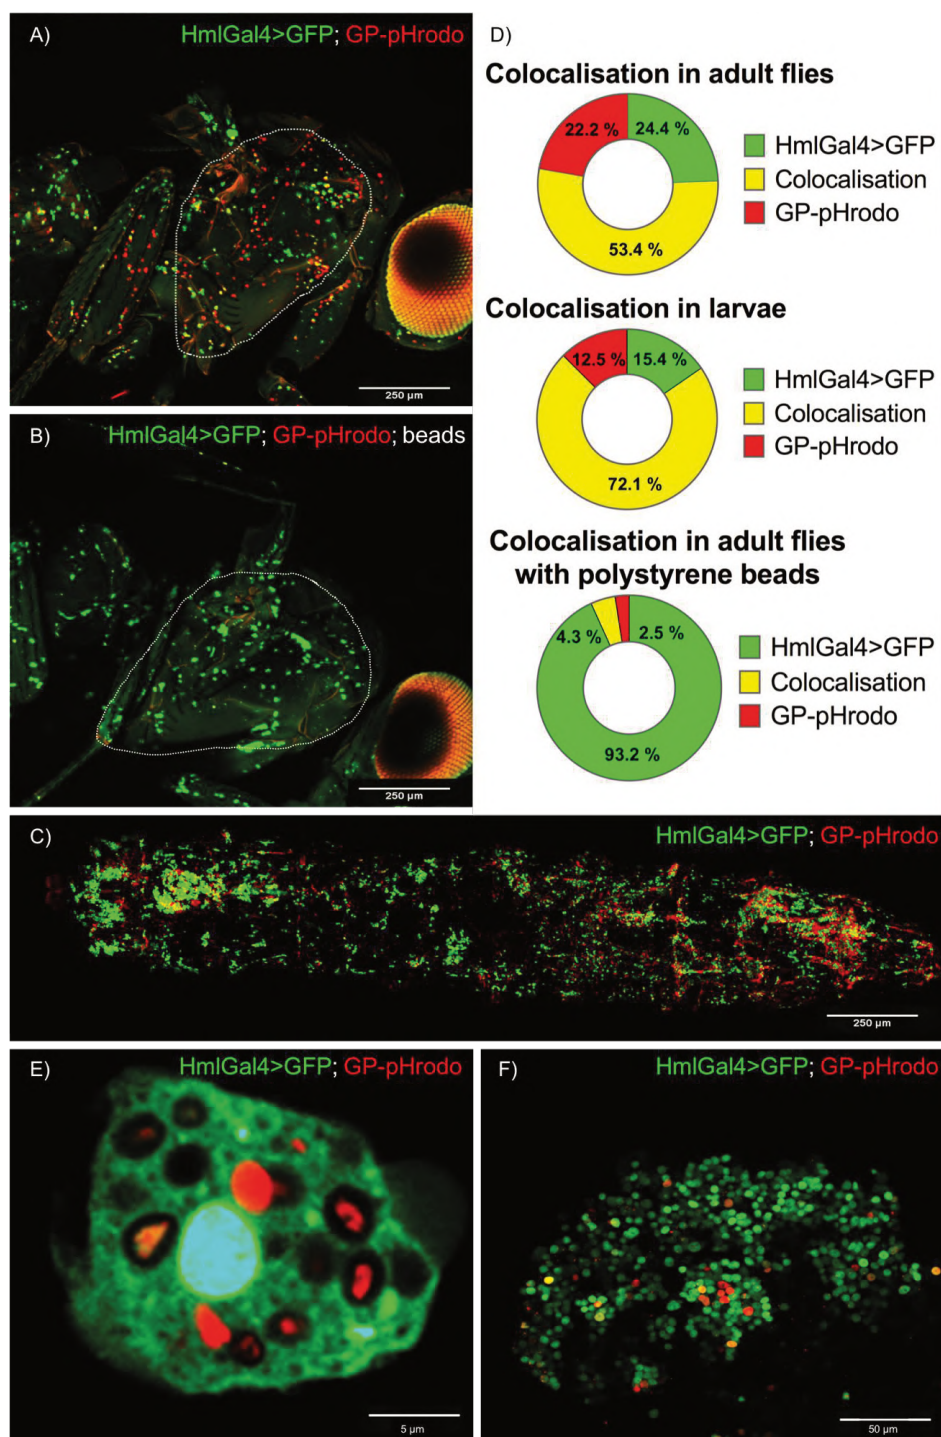 A)
HmlGal4>GFP; GP-pHrodo
250 µm
B)
HmlGal4>GFP; GP-pHrodo; beads
250 µm
D)
Colocalisation in adult flies
22.2 %
24.4 %
53.4 %
HmlGal4>GFP
Colocalisation
GP-pHrodo
Colocalisation in larvae
12.5 %
15.4 %
72.1 %
HmlGal4>GFP
Colocalisation
GP-pHrodo
Colocalisation in adult flies
with polystyrene beads
4.3 %
2.5 %
93.2 %
HmlGal4>GFP
Colocalisation
GP-pHrodo
C)
HmlGal4>GFP; GP-pHrodo
250 µm
E)
HmlGal4>GFP; GP-pHrodo
5 µm
F)
HmlGal4>GFP; GP-pHrodo
50 µm